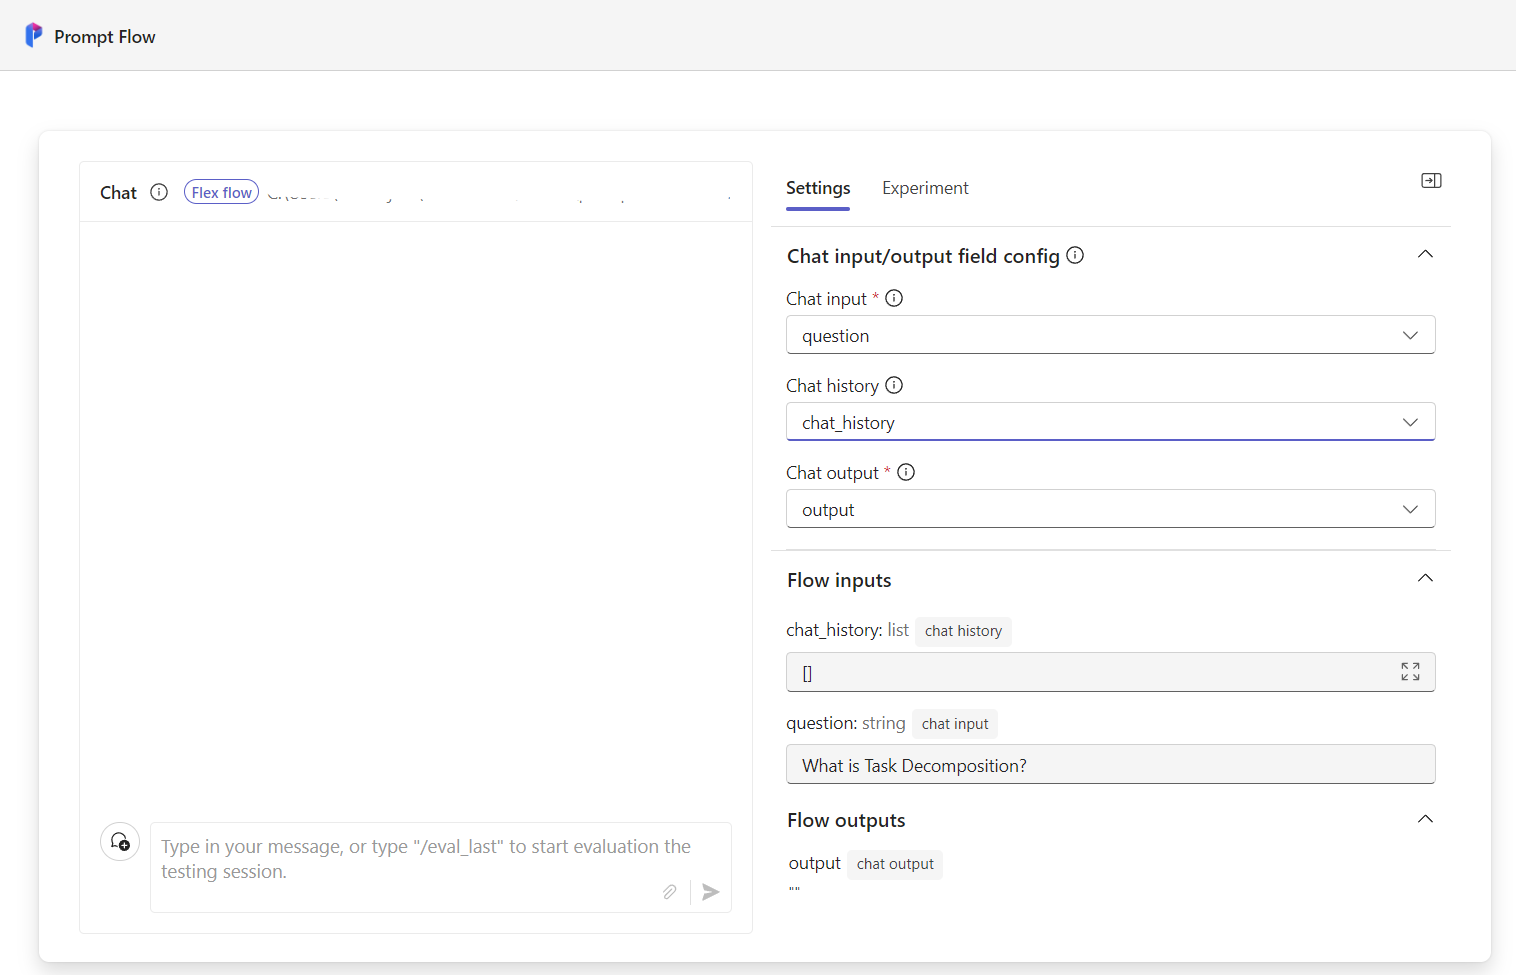 Prompt Flow
Chat
Flex flow
Type in your message, or type "/eval_last" to start evaluation the
testing session.
Settings
Experiment
Chat input/output field config
Chat input *
question
Chat history
chat_history
Chat output *
output
Flow inputs
chat_history: list chat history
[]
question: string chat input
What is Task Decomposition?
Flow outputs
output chat output
""